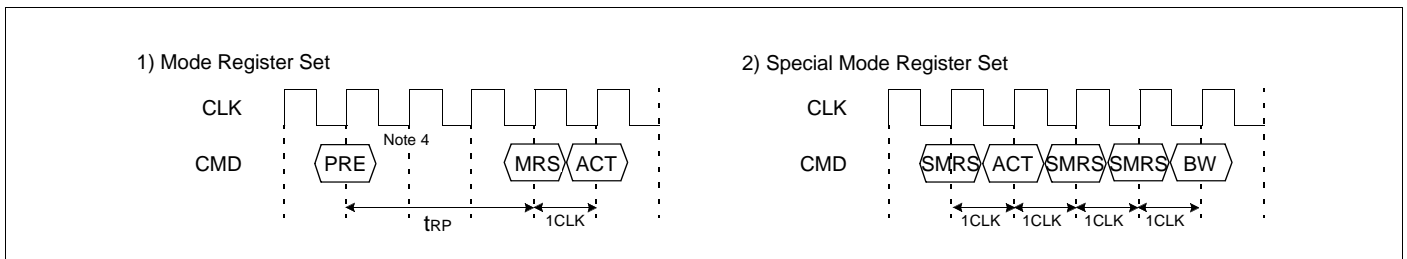 1) Mode Register Set
CLK
Note 4
CMD
PRE
MRS
ACT
tRP
1CLK
2) Special Mode Register Set
CLK
CMD
SMRS
ACT
SMRS
SMRS
BW
1CLK
1CLK
1CLK
1CLK